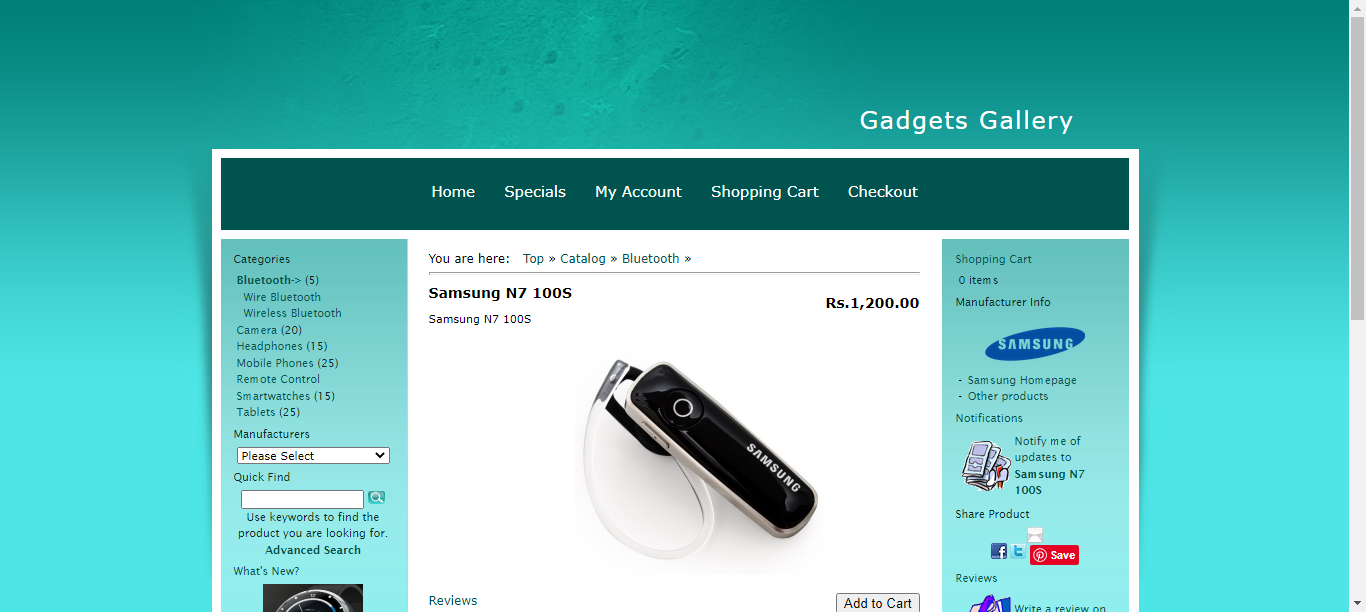 Gadgets Gallery
Home Specials My Account Shopping Cart Checkout
Categories
Bluetooth-> (5)
Wire Bluetooth
Wireless Bluetooth
Camera (20)
Headphones (15)
Mobile Phones (25)
Remote Control
Smartwatches (15)
Tablets (25)
Manufacturers
Please Select
Quick Find
Use keywords to find the
product you are looking for.
Advanced Search
What's New?
You are here: Top » Catalog » Bluetooth »
Samsung N7 100S
Rs.1,200.00
Samsung N7 100S
SAMSUNG
Reviews
Add to Cart
Shopping Cart
0 items
Manufacturer Info
SAMSUNG
- Samsung Homepage
- Other products
Notifications
Notify me of
updates to
Samsung N7
100S
Share Product
Save
Reviews
Write a review on